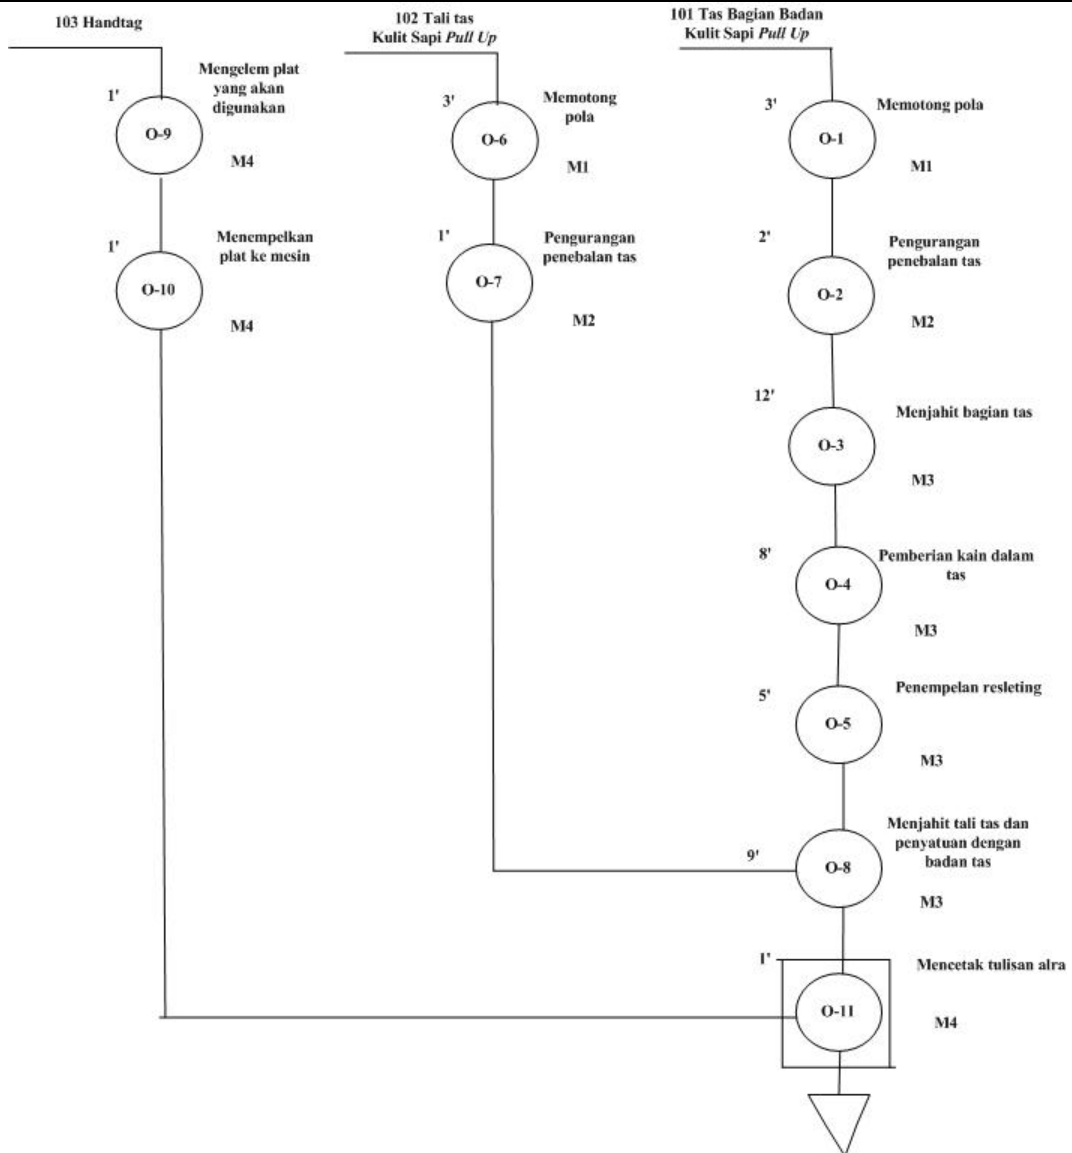 103 Handtag
1'
Mengelem plat
yang akan
digunakan
O-9
M4
1'
Menempelkan
plat ke mesin
O-10
M4
102 Tali tas
Kulit Sapi Pull Up
3'
Memotong
pola
O-6
M1
1'
Pengurangan
penebalan tas
O-7
M2
101 Tas Bagian Badan
Kulit Sapi Pull Up
3'
Memotong pola
O-1
M1
2'
Pengurangan
penebalan tas
O-2
M2
12'
Menjahit bagian tas
O-3
M3
8'
Pemberian kain dalam
tas
O-4
M3
5'
Penempelan resleting
O-5
M3
9'
Menjahit tali tas dan
penyatuan dengan
badan tas
O-8
M3
1'
Mencetak tulisan alra
O-11
M4